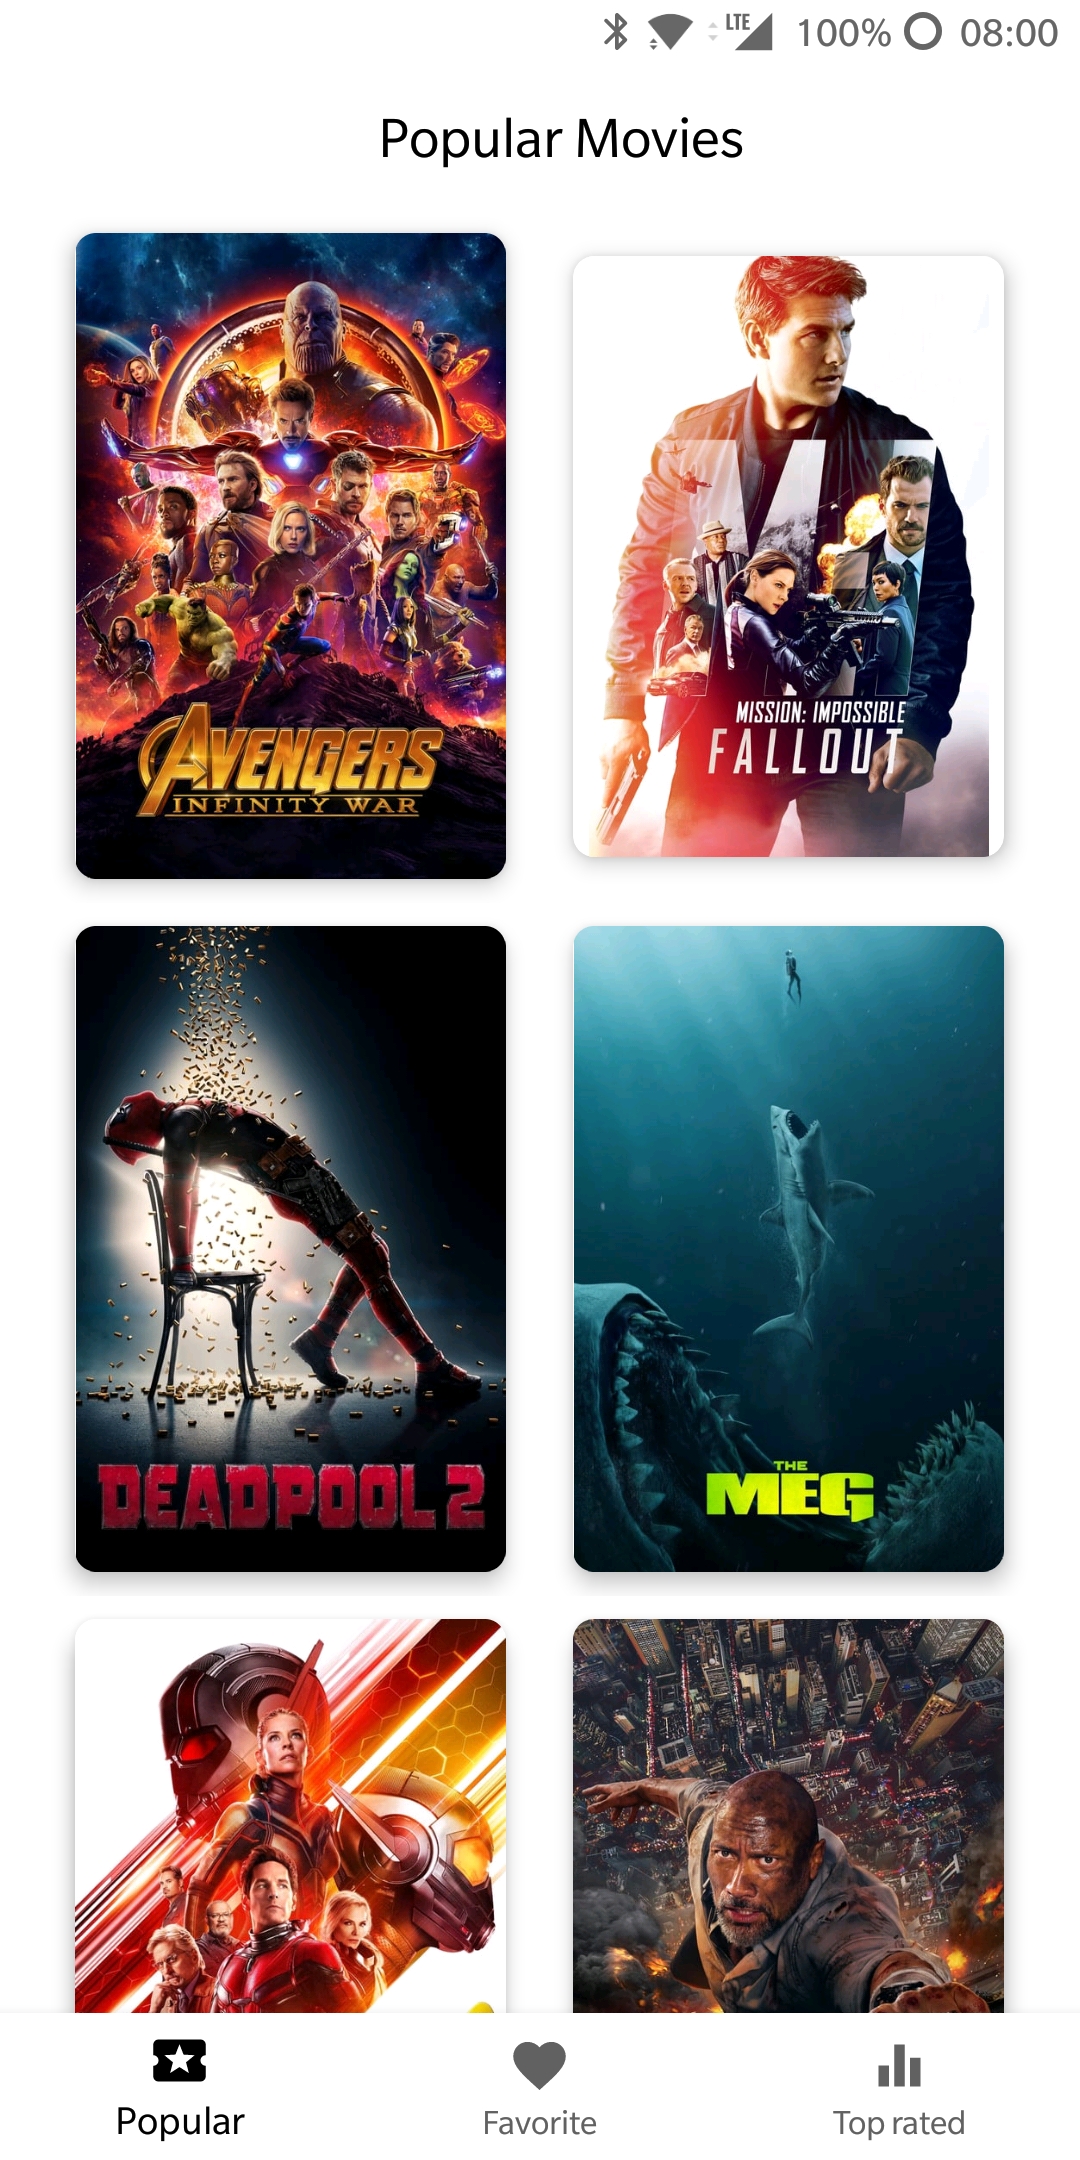 LTE 100% 08:00
Popular Movies
AVENGERS
INFINITY WAR
MISSION: IMPOSSIBLE
FALLOUT
DEADPOOL 2
THE
MEG
Popular
Favorite
Top rated